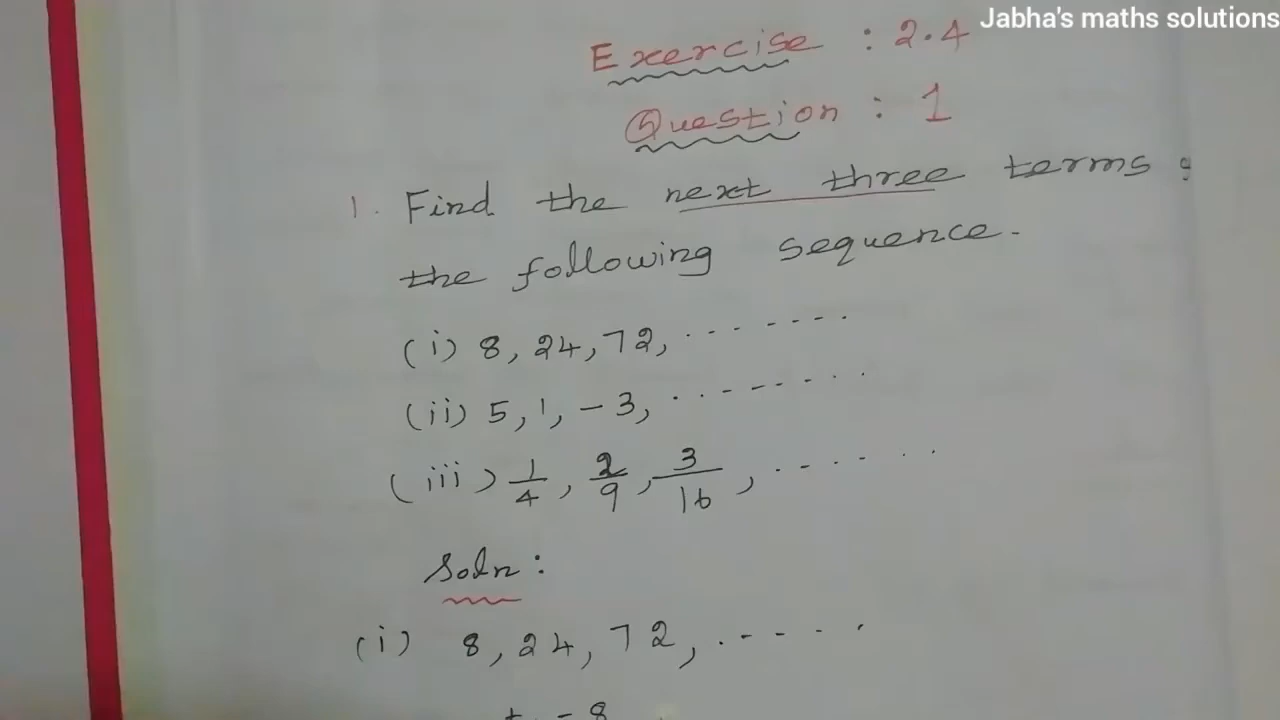 Jabha's maths solutions
Exercise : 2.4
Question : 1
1. Find the next three terms :
the following sequence.
(i) 8, 24, 72, ........
(ii) 5, 1, -3, ........
(iii) 1/4, 2/9, 3/16, .......
Soln :
(i) 8, 24, 72, ......
= 8